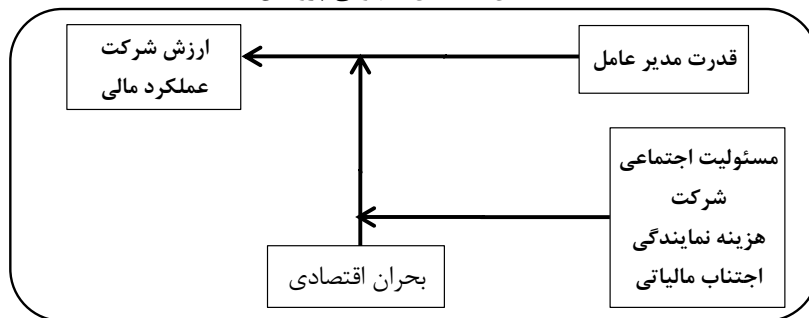 قدرت مدیر عامل
ارزش شرکت
عملکرد مالی
مسئولیت اجتماعی
شرکت
هزینه نمایندگی
اجتناب مالیاتی
بحران اقتصادی